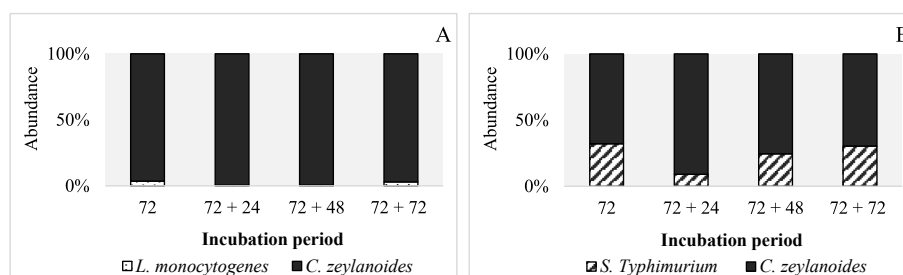 A
100%
50%
0%
Abundance
72
72 + 24
72 + 48
72 + 72
Incubation period
L. monocytogenes
C. zeylanoides
100%
50%
0%
Abundance
72
72 + 24
72 + 48
72 + 72
Incubation period
S. Typhimurium
C. zeylanoides